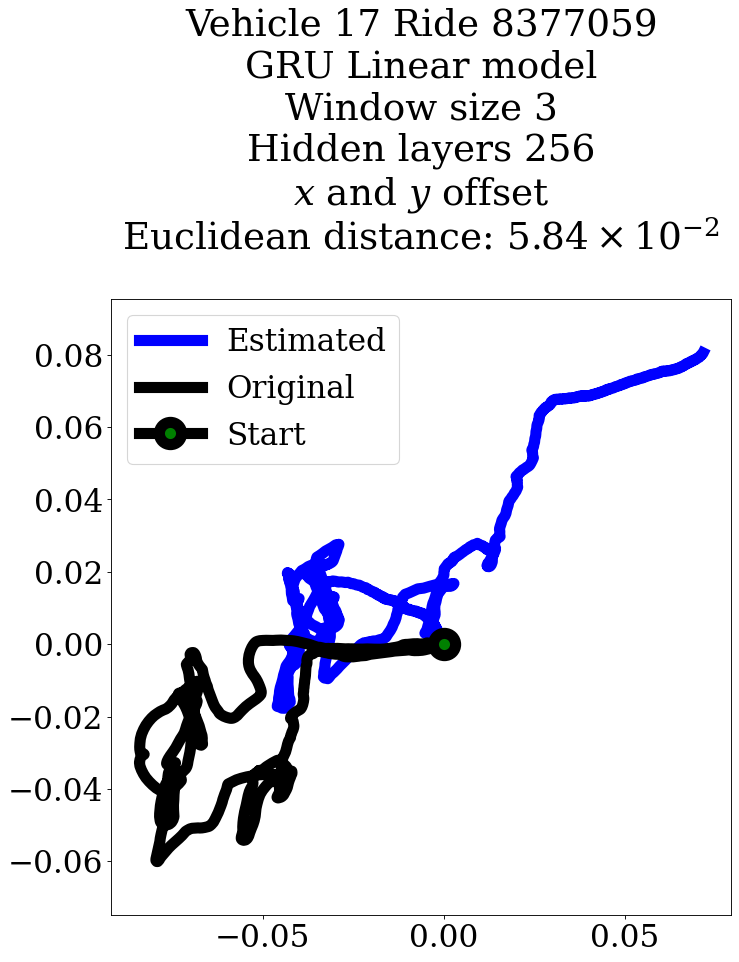 Vehicle 17 Ride 8377059
GRU Linear model
Window size 3
Hidden layers 256
x and y offset
Euclidean distance: 5.84 × 10⁻²
Estimated
Original
Start
0.08
0.06
0.04
0.02
0.00
−0.02
−0.04
−0.06
−0.05 0.00 0.05